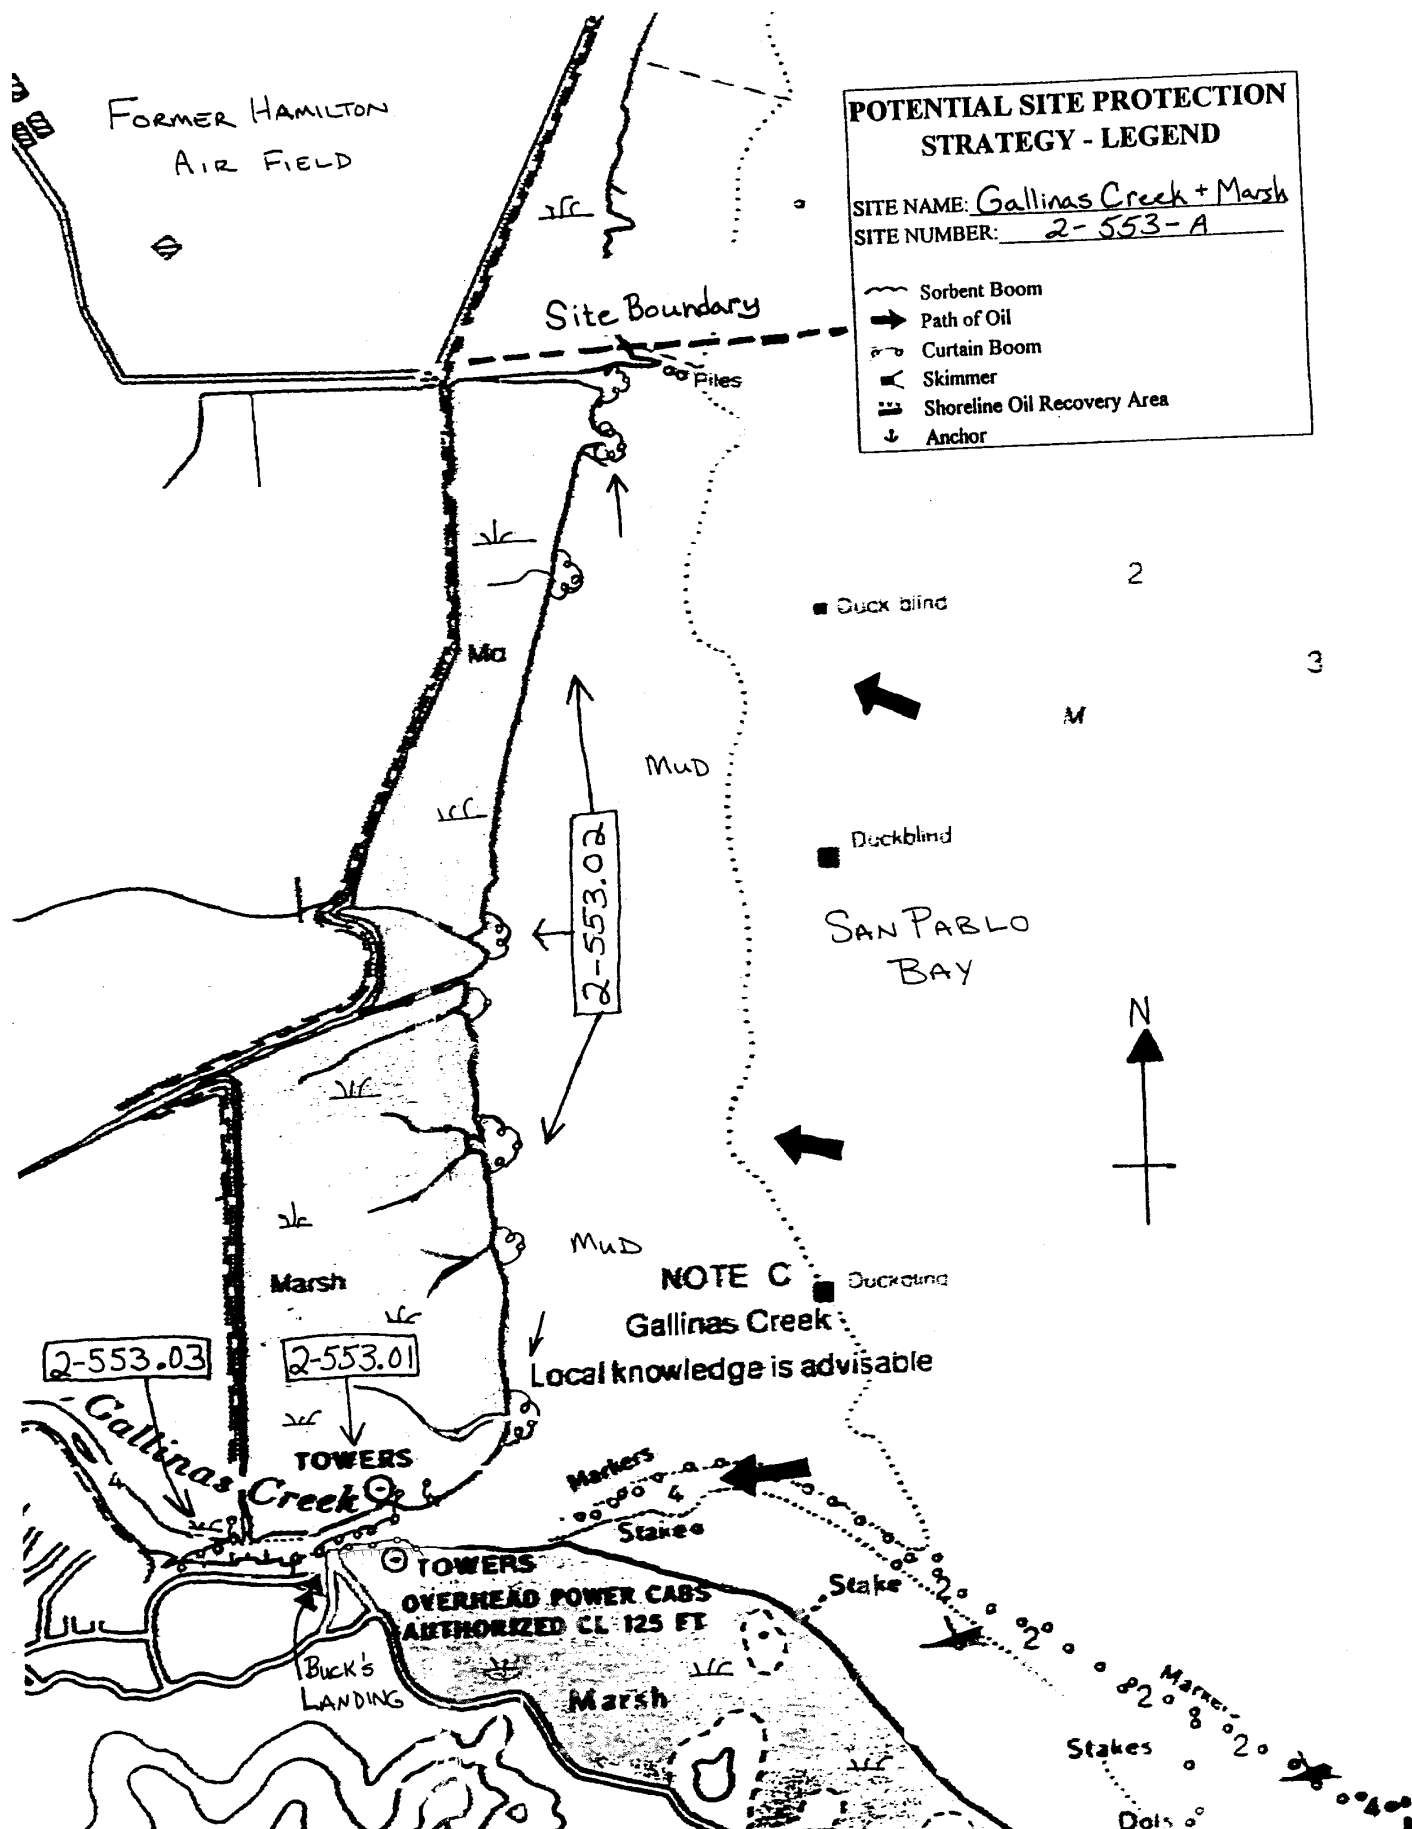 FORMER HAMILTON
AIR FIELD
POTENTIAL SITE PROTECTION
STRATEGY - LEGEND
SITE NAME: Gallinas Creek + Marsh
SITE NUMBER: 2-553-A
Sorbent Boom
Path of Oil
Curtain Boom
Skimmer
Shoreline Oil Recovery Area
Anchor
Site Boundary
Piles
2
Duck blind
3
Ma
M
MUD
Duckblind
2-553.02
SAN PABLO
BAY
N
MUD
NOTE C
Duckblind
Marsh
Gallinas Creek
2-553.03
2-553.01
Local knowledge is advisable
Gallinas Creek
4
TOWERS
Markers
4
Stakes
TOWERS
OVERHEAD POWER CABS
AUTHORIZED CL 125 FT
Stake
2
2
BUCK'S
LANDING
Marsh
Marker
2
2
Stakes
4
Dols